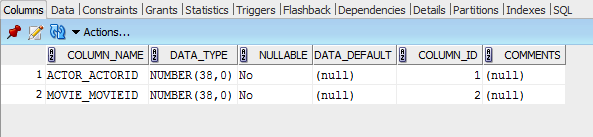 Columns Data Constraints Grants Statistics Triggers Flashback Dependencies Details Partitions Indexes SQL
Actions...
COLUMN_NAME DATA_TYPE NULLABLE DATA_DEFAULT COLUMN_ID COMMENTS
1 ACTOR_ACTORID NUMBER(38,0) No (null) 1 (null)
2 MOVIE_MOVIEID NUMBER(38,0) No (null) 2 (null)